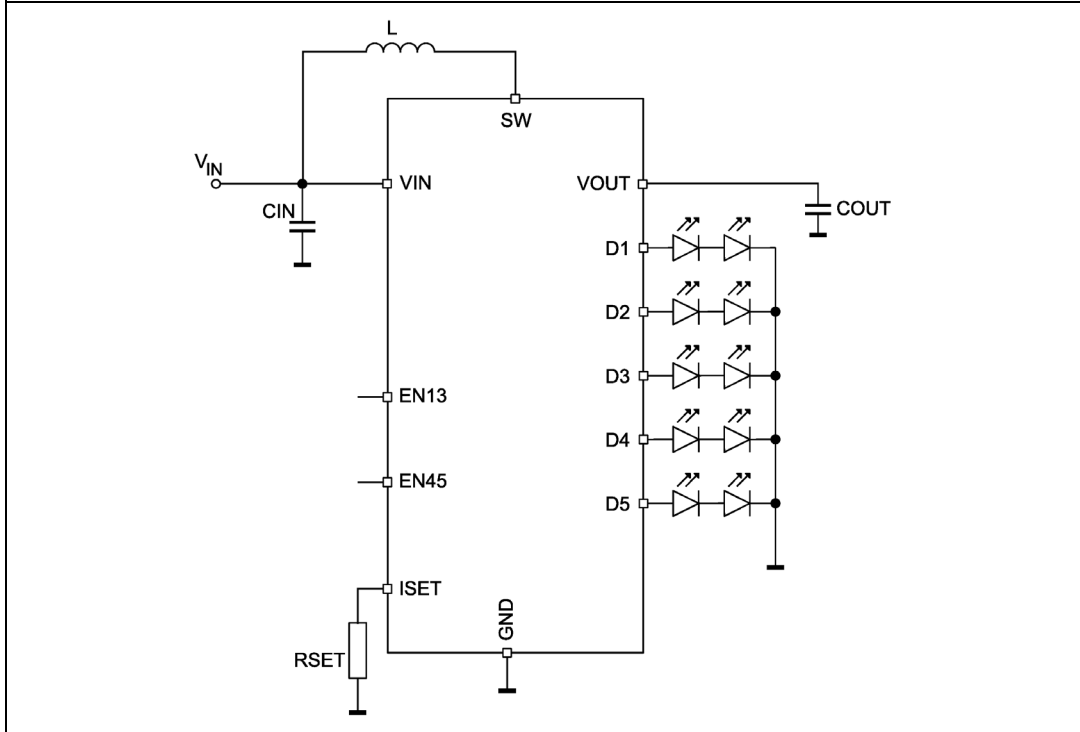 L
SW
VIN
VIN
VOUT
CIN
COUT
D1
D2
D3
EN13
D4
EN45
D5
ISET
GND
RSET